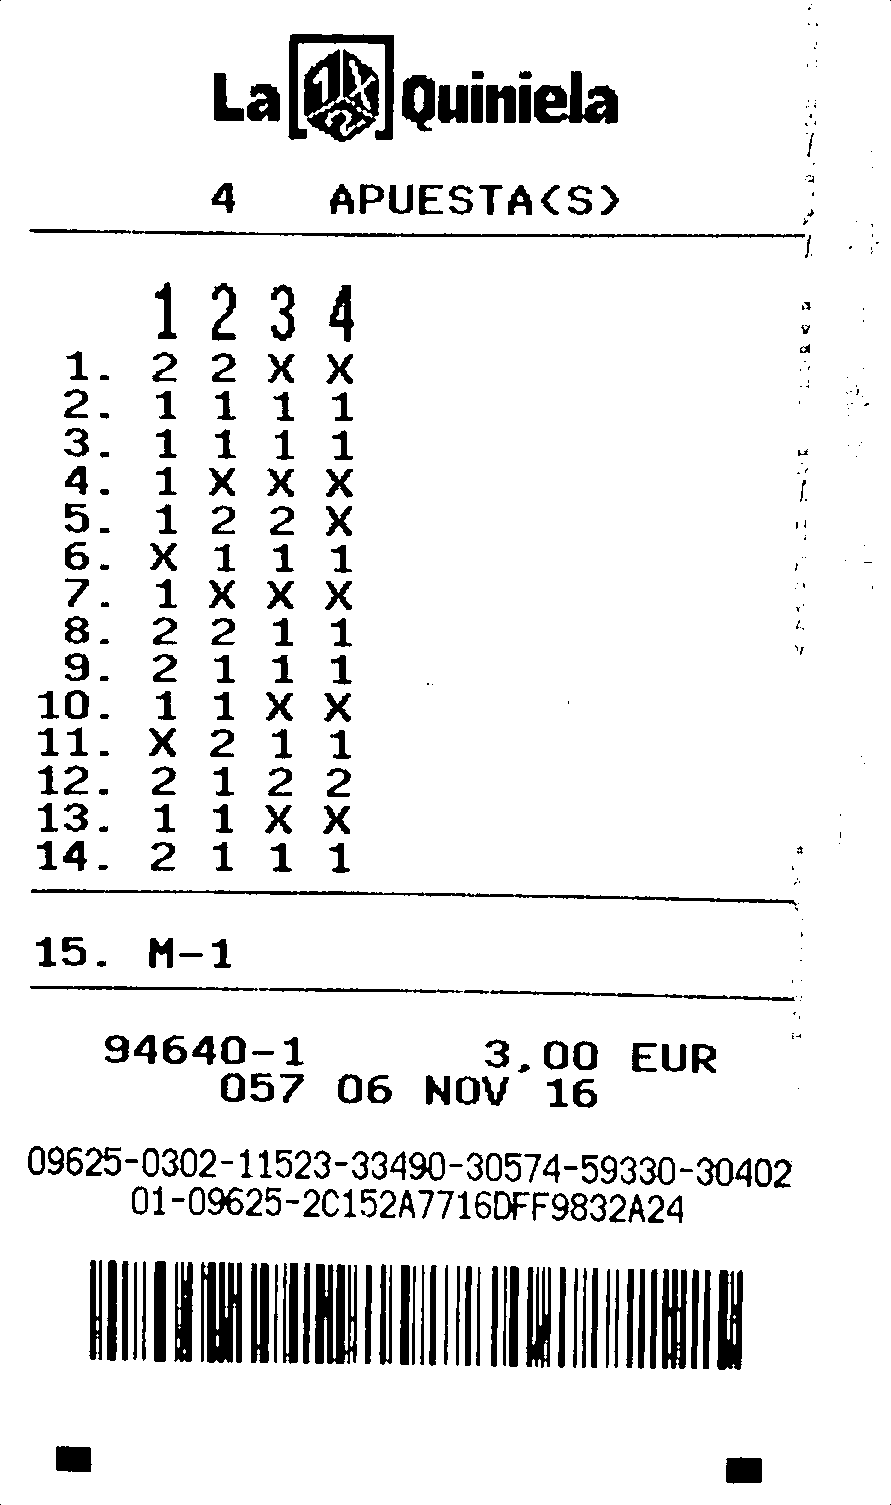 La 1X2 Quiniela
4 APUESTA(S)
1 2 3 4
1. 2 2 X X
2. 1 1 1 1
3. 1 1 1 1
4. 1 X X X
5. 1 2 2 X
6. X 1 1 1
7. 1 X X X
8. 2 2 1 1
9. 2 1 1 1
10. 1 1 X X
11. X 2 1 1
12. 2 1 2 2
13. 1 1 X X
14. 2 1 1 1
15. M-1
94640-1 3,00 EUR
057 06 NOV 16
09625-0302-11523-33490-30574-59330-30402
01-09625-2C152A7716DFF9832A24